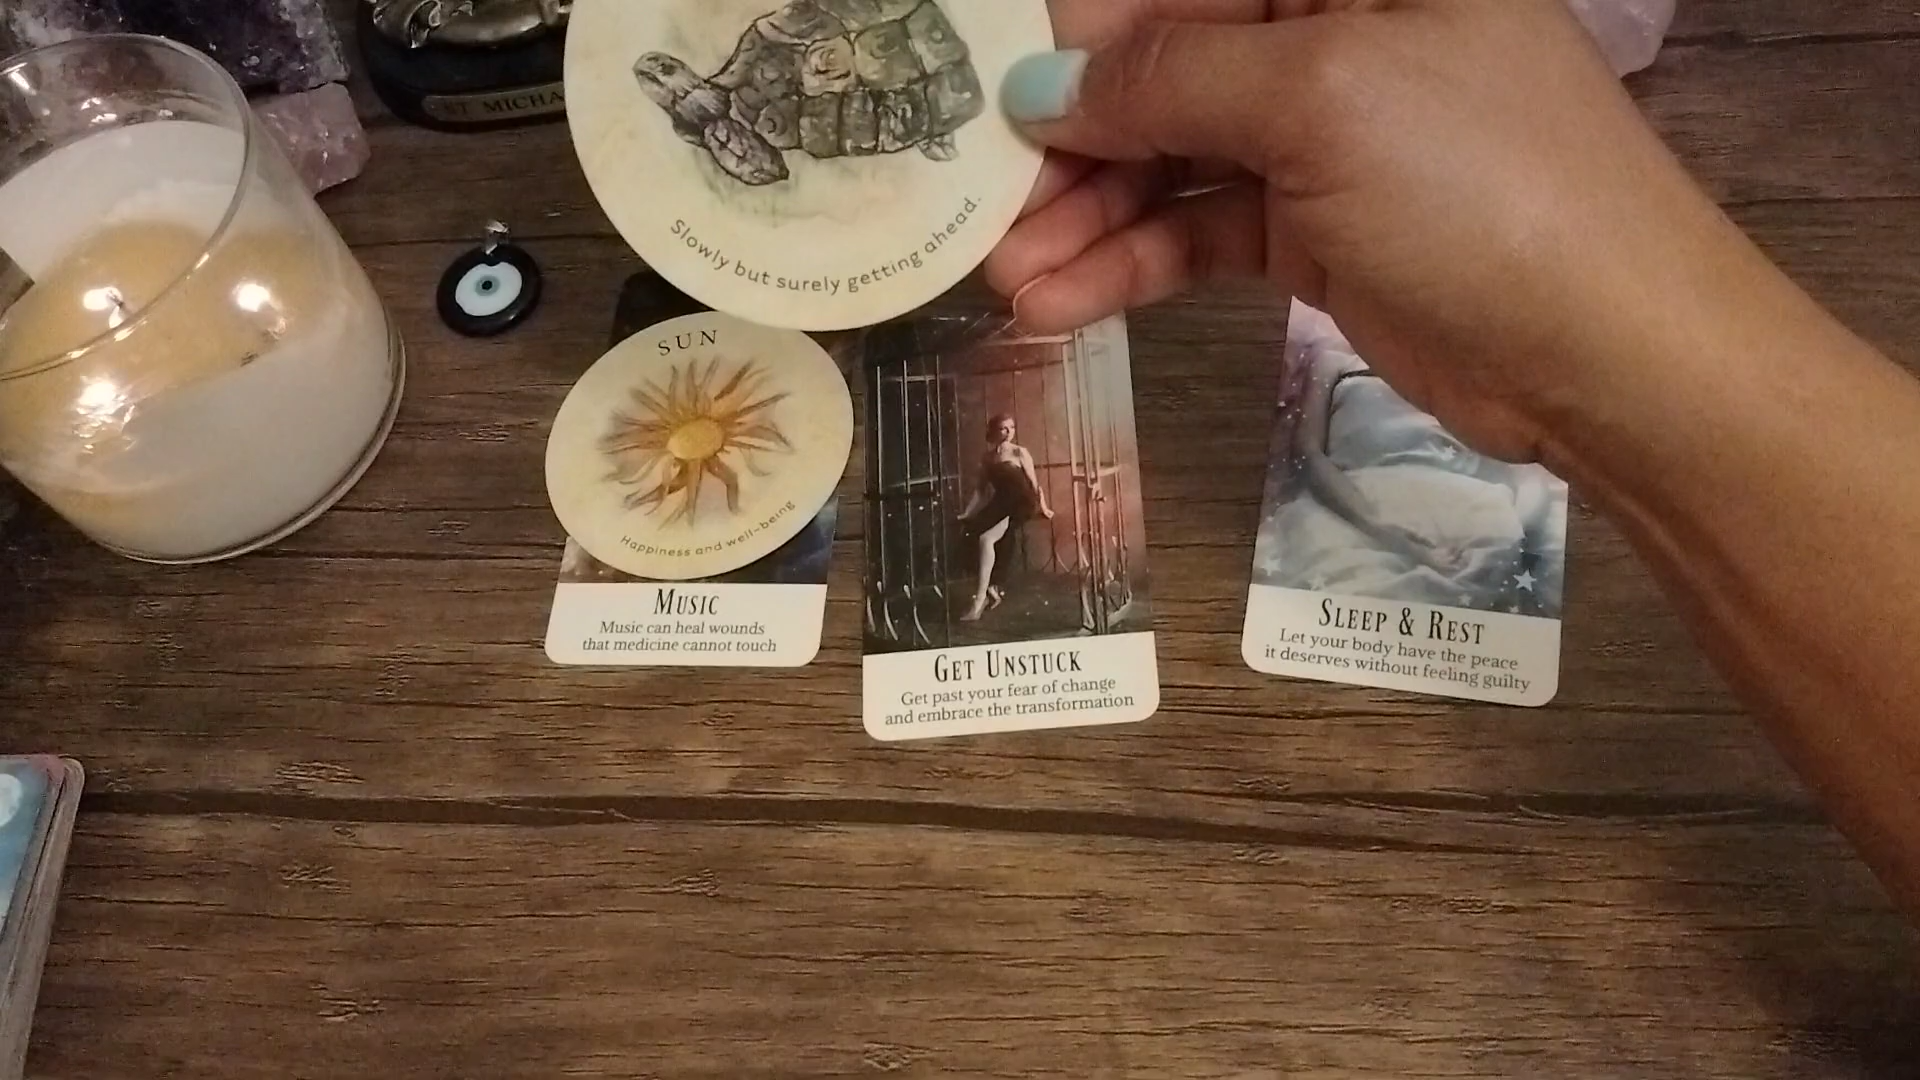 ST MICHA
Slowly but surely getting ahead.
SUN
Happiness and well-being
MUSIC
Music can heal wounds
that medicine cannot touch
GET UNSTUCK
Get past your fear of change
and embrace the transformation
SLEEP & REST
Let your body have the peace
it deserves without feeling guilty